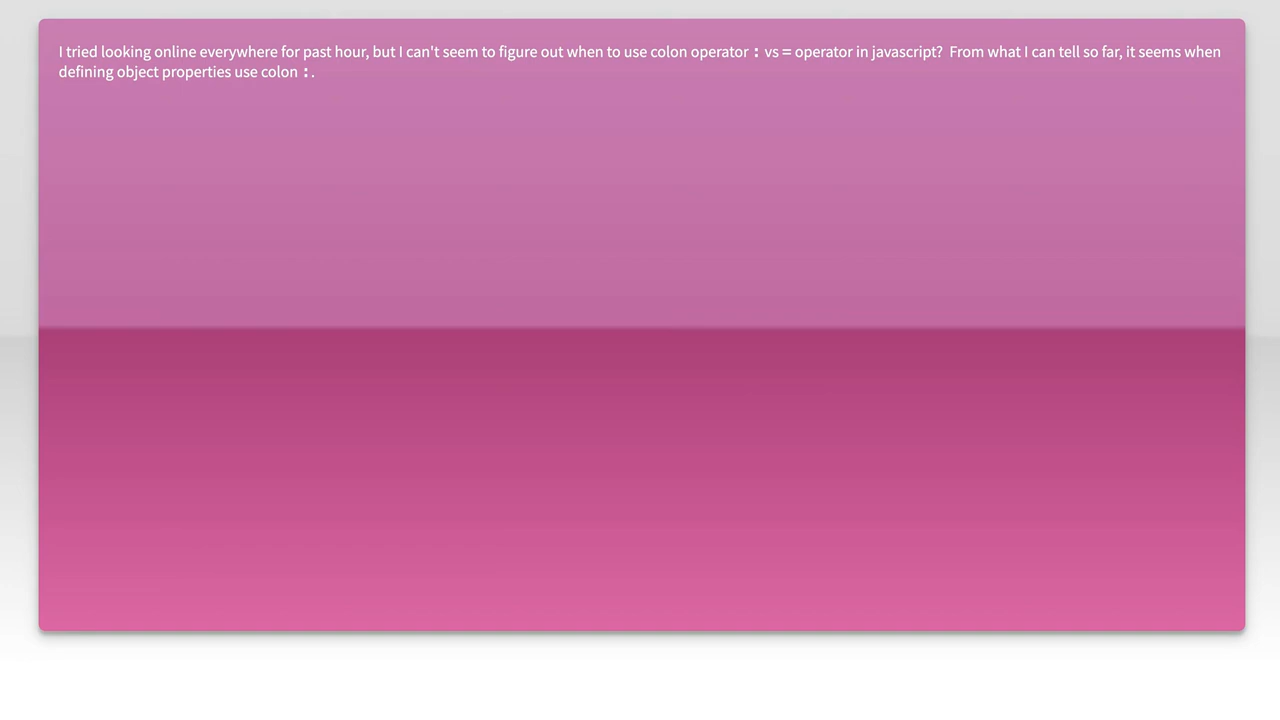 I tried looking online everywhere for past hour, but I can't seem to figure out when to use colon operator : vs = operator in javascript?  From what I can tell so far, it seems when
defining object properties use colon :.